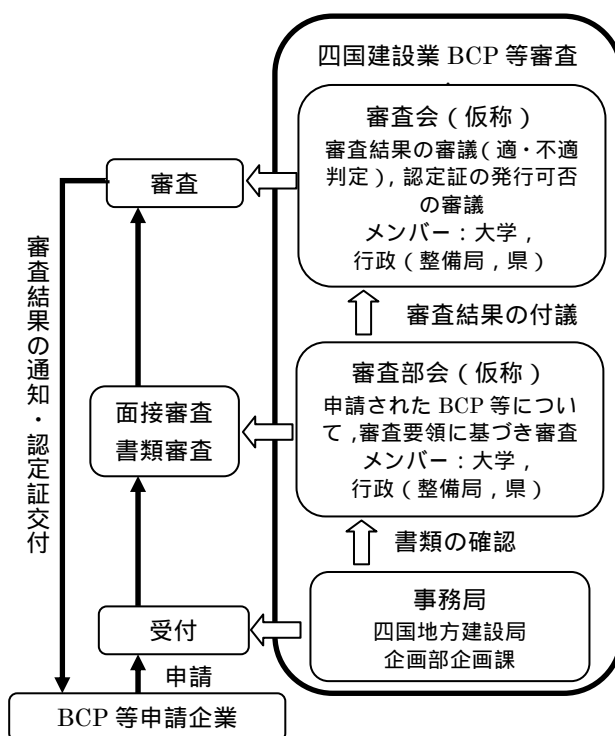 四国建設業 BCP 等審査
審査会（仮称）
審査結果の審議（適・不適
判定），認定証の発行可否
の審議
メンバー：大学，
行政（整備局，県）
審査
審査結果の付議
審査結果の通知・認定証交付
審査部会（仮称）
申請された BCP 等につい
て，審査要領に基づき審査
メンバー：大学，
行政（整備局，県）
面接審査
書類審査
書類の確認
事務局
四国地方建設局
企画部企画課
受付
申請
BCP 等申請企業